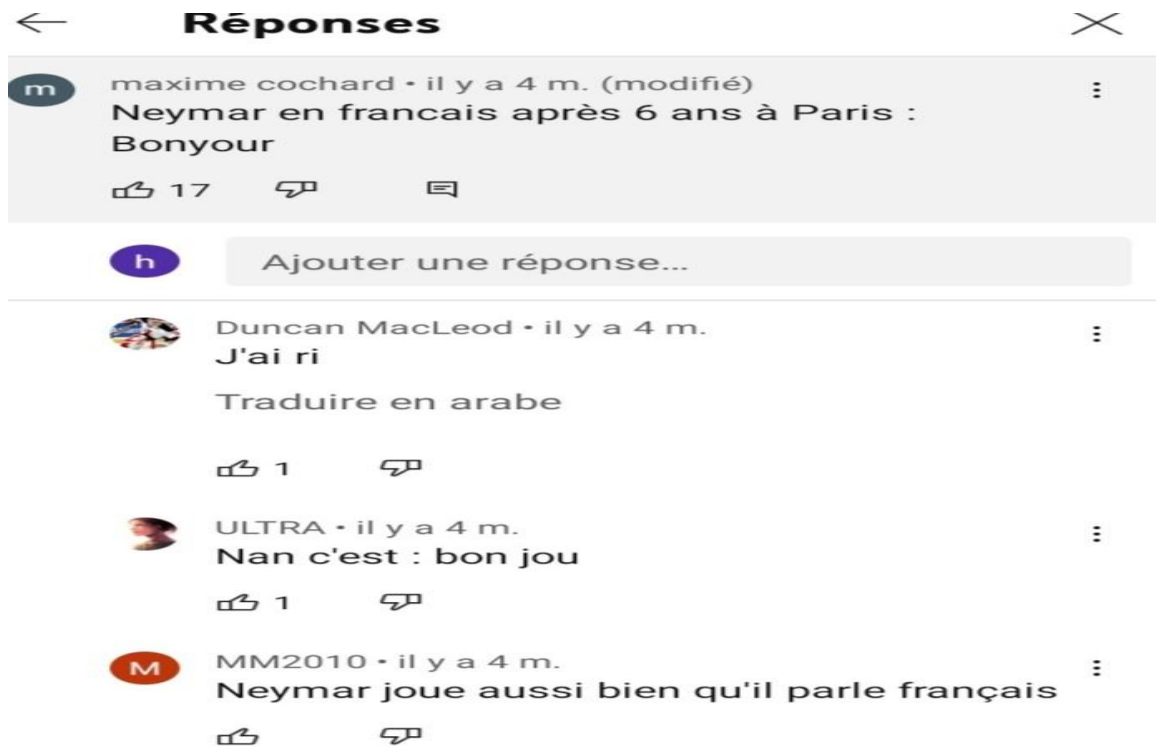 Réponses
m
maxime cochard • il y a 4 m. (modifié)
Neymar en francais après 6 ans à Paris :
Bonyour
17
h
Ajouter une réponse...
Duncan MacLeod • il y a 4 m.
J'ai ri
Traduire en arabe
1
ULTRA • il y a 4 m.
Nan c'est : bon jou
1
M
MM2010 • il y a 4 m.
Neymar joue aussi bien qu'il parle français